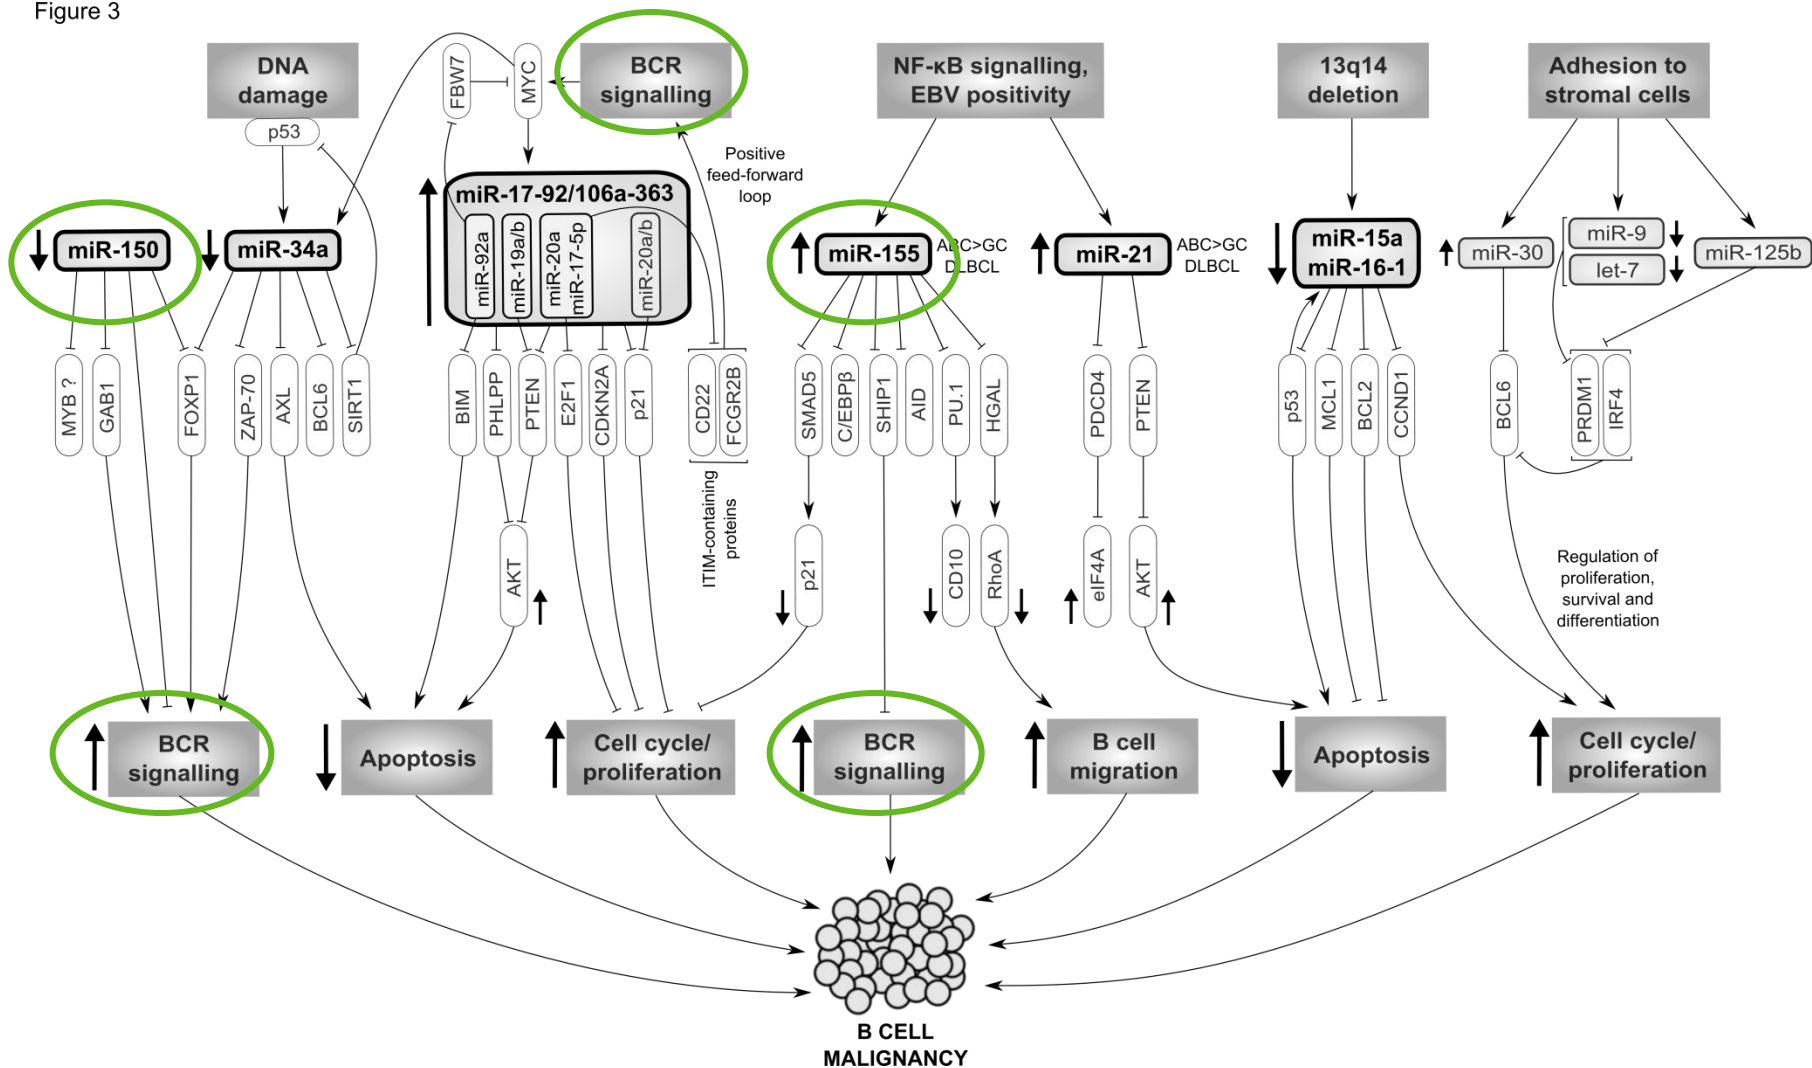 Figure 3
DNA
damage
p53
FBW7
MYC
BCR
signalling
NF-κB signalling,
EBV positivity
13q14
deletion
Adhesion to
stromal cells
Positive
feed-forward
loop
miR-150
miR-34a
miR-17-92/106a-363
miR-92a
miR-19a/b
miR-20a
miR-17-5p
miR-20a/b
miR-155
ABC>GC
DLBCL
miR-21
ABC>GC
DLBCL
miR-15a
miR-16-1
miR-30
miR-9
let-7
miR-125b
MYB ?
GAB1
FOXP1
ZAP-70
AXL
BCL6
SIRT1
BIM
PHLPP
PTEN
E2F1
CDKN2A
p21
CD22
FCGR2B
SMAD5
C/EBPβ
SHIP1
AID
PU.1
HGAL
PDCD4
PTEN
p53
MCL1
BCL2
CCND1
BCL6
PRDM1
IRF4
ITIM-containing
proteins
AKT
p21
CD10
RhoA
eIF4A
AKT
Regulation of
proliferation,
survival and
differentiation
BCR
signalling
Apoptosis
Cell cycle/
proliferation
BCR
signalling
B cell
migration
Apoptosis
Cell cycle/
proliferation
B CELL
MALIGNANCY